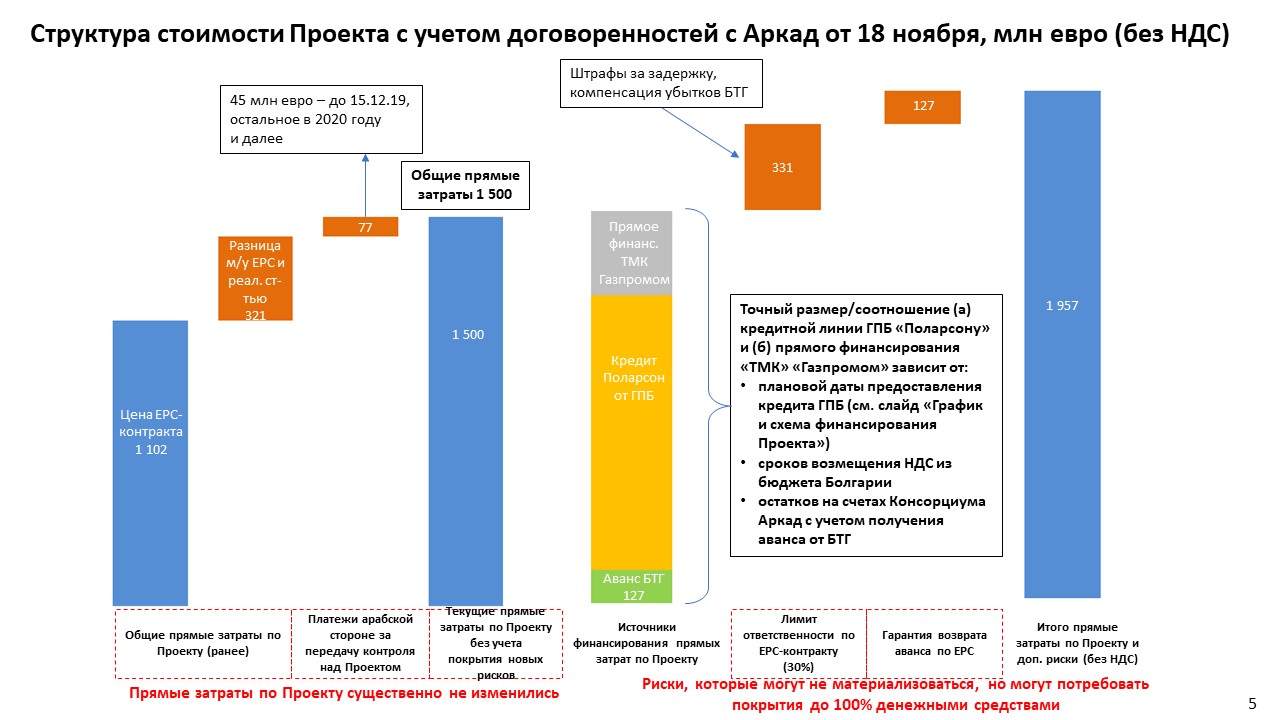 Структура стоимости Проекта с учетом договоренностей с Аркад от 18 ноября, млн евро (без НДС)
45 млн евро – до 15.12.19,
остальное в 2020 году
и далее
Штрафы за задержку,
компенсация убытков БТГ
Общие прямые
затраты 1 500
Цена EPC-
контракта
1 102
Разница
м/у EPC и
реал. ст-
тью
321
77
1 500
Прямое
финанс.
ТМК
Газпромом
Кредит
Поларсон
от ГПБ
Аванс БТГ
127
331
127
1 957
Точный размер/соотношение (а)
кредитной линии ГПБ «Поларсону»
и (б) прямого финансирования
«ТМК» «Газпромом» зависит от:
• плановой даты предоставления
кредита ГПБ (см. слайд «График
и схема финансирования
Проекта»)
• сроков возмещения НДС из
бюджета Болгарии
• остатков на счетах Консорциума
Аркад с учетом получения
аванса от БТГ
Общие прямые затраты по
Проекту (ранее)
Платежи арабской
стороне за
передачу контроля
над Проектом
Текущие прямые
затраты по Проекту
без учета
покрытия новых
рисков
Источники
финансирования прямых
затрат по Проекту
Лимит
ответственности по
EPC-контракту
(30%)
Гарантия возврата
аванса по EPC
Итого прямые
затраты по Проекту и
доп. риски (без НДС)
Прямые затраты по Проекту существенно не изменились
Риски, которые могут не материализоваться, но могут потребовать
покрытия до 100% денежными средствами
5